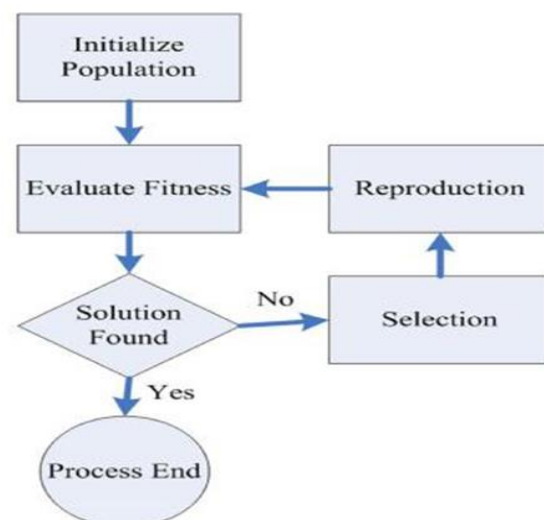 Initialize
Population
Evaluate Fitness
Reproduction
Solution
Found
No
Selection
Yes
Process End